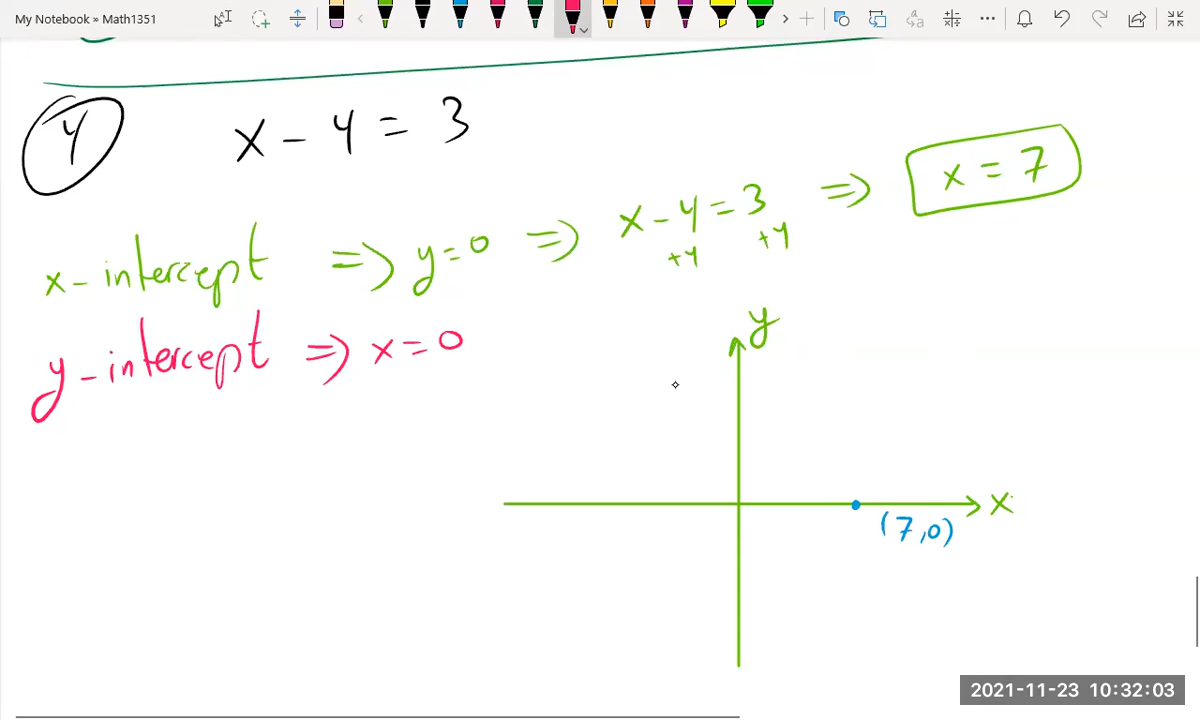 My Notebook » Math1351
4
x - 4 = 3
x-intercept ⇒ y=0 ⇒ x-4=3 ⇒ x = 7
+4 +4
y-intercept ⇒ x=0
y
x
(7,0)
2021-11-23 10:32:03